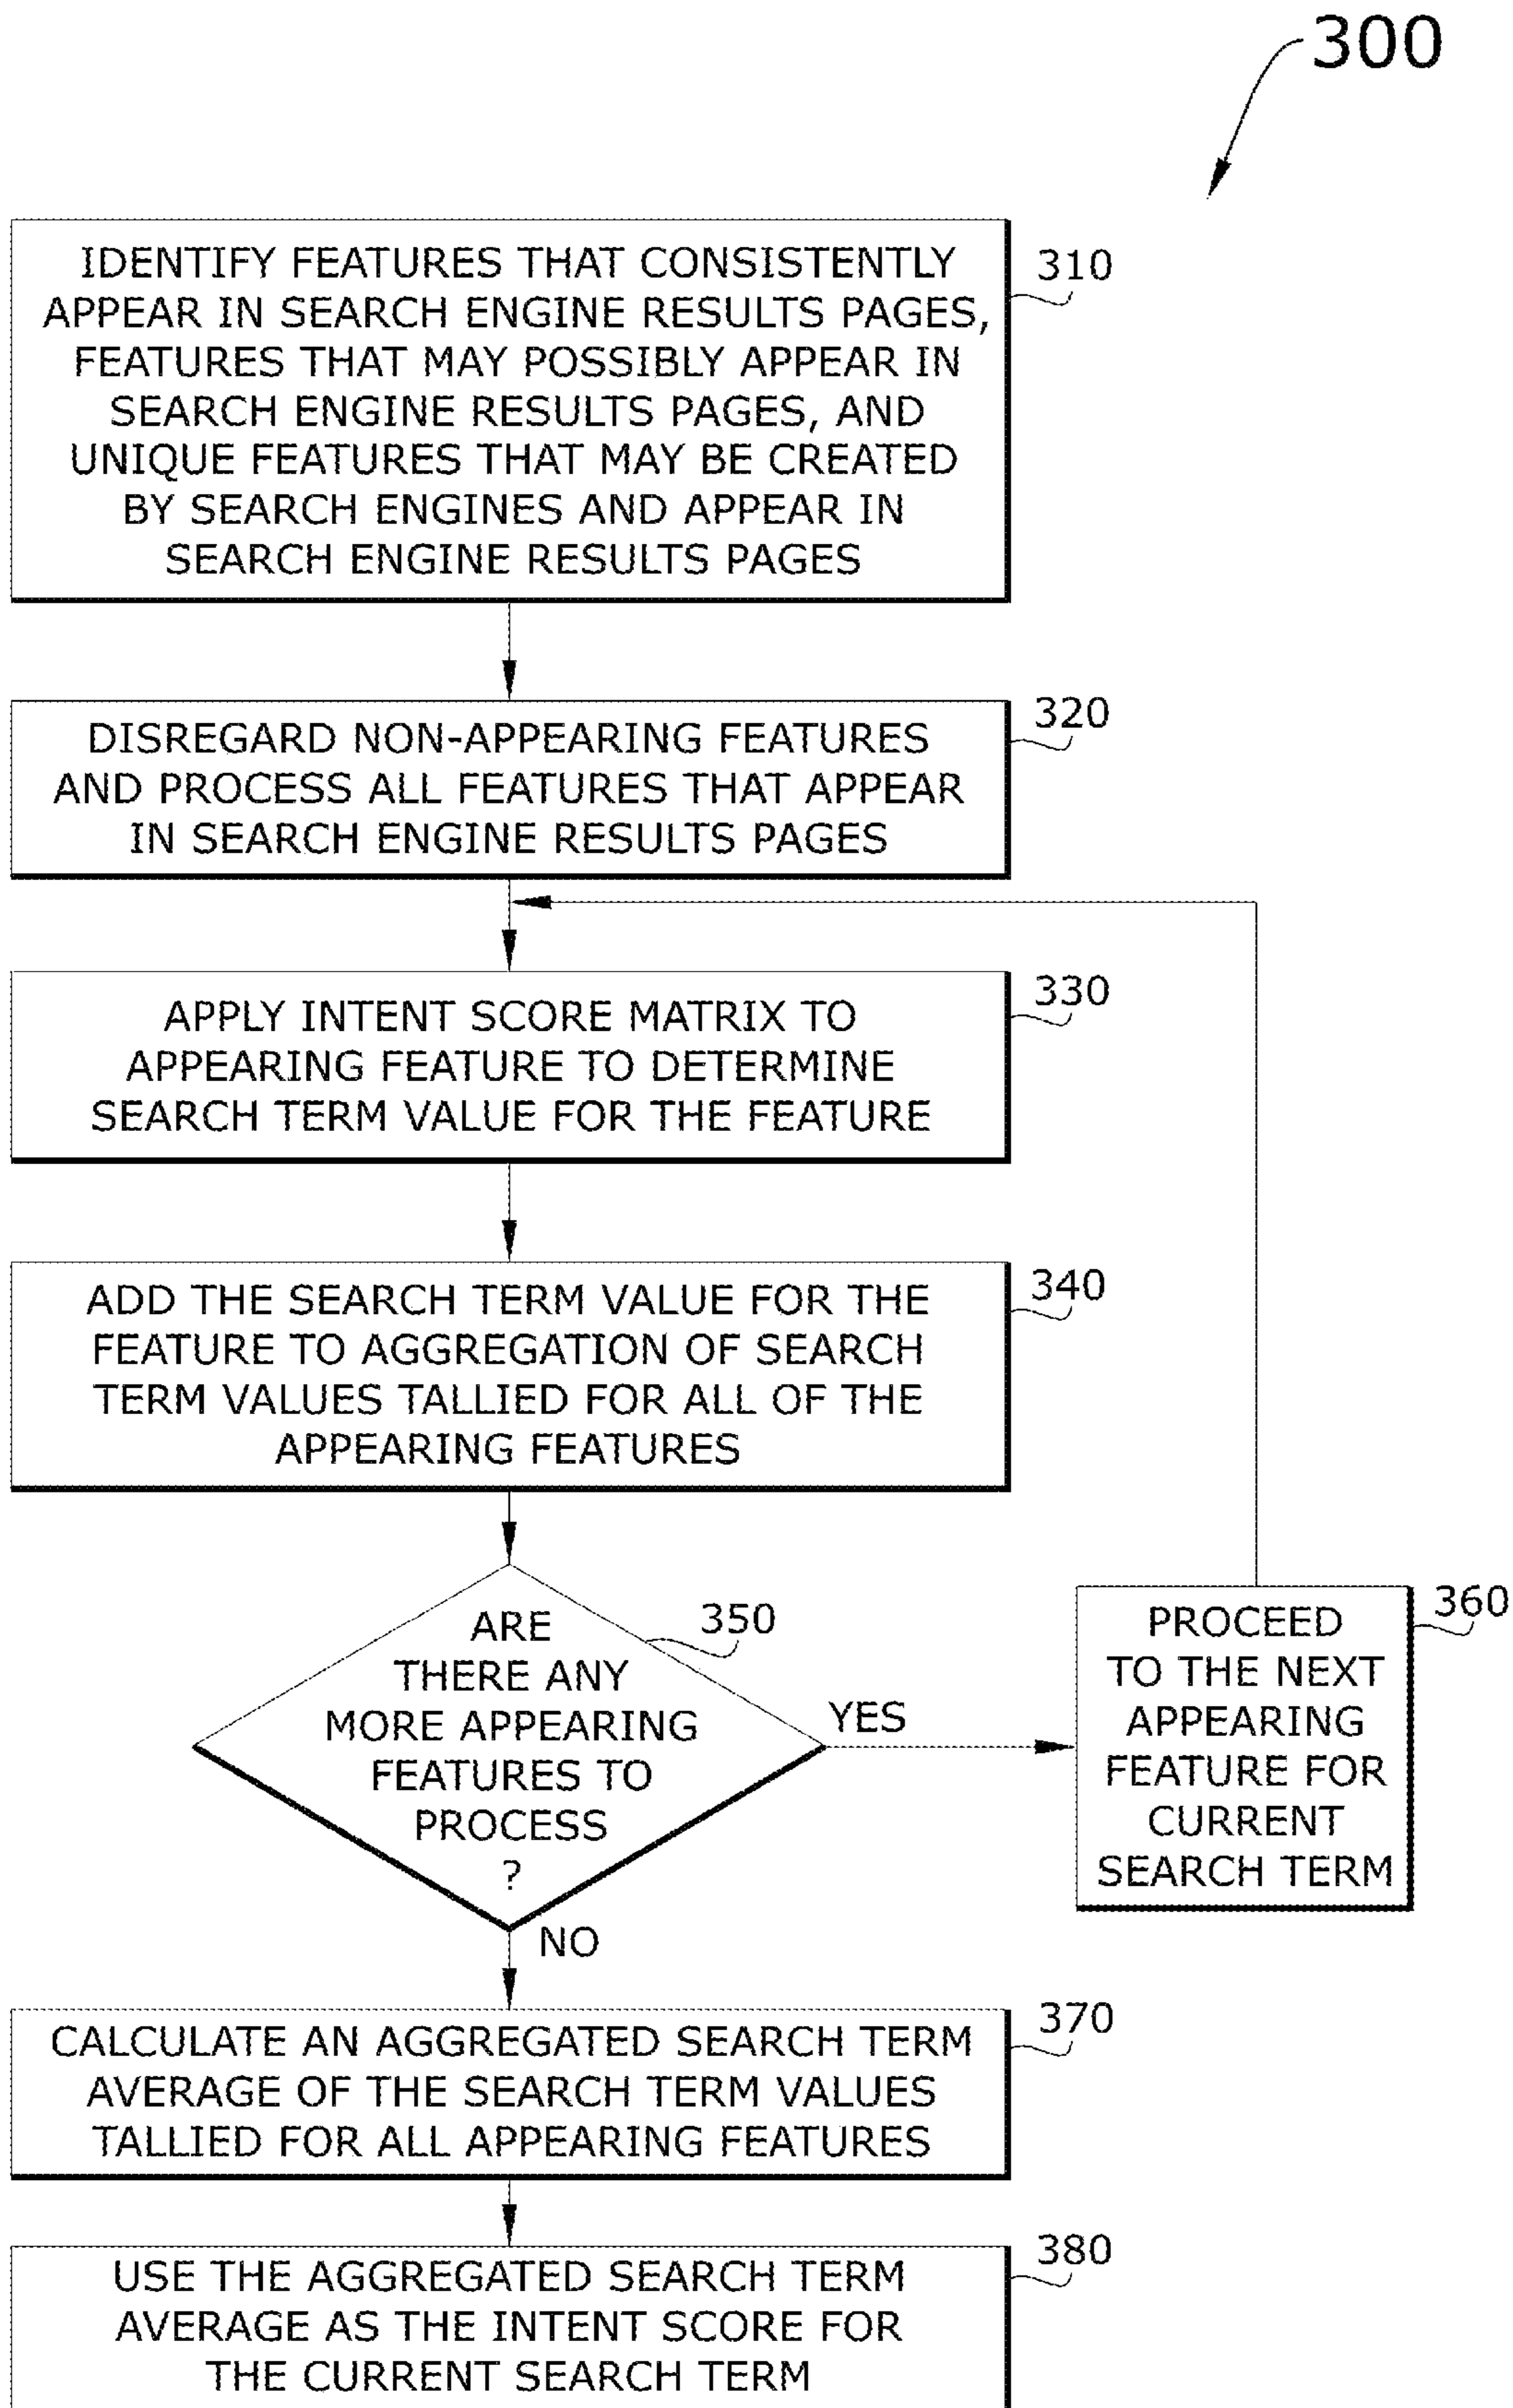 300
IDENTIFY FEATURES THAT CONSISTENTLY
APPEAR IN SEARCH ENGINE RESULTS PAGES,
FEATURES THAT MAY POSSIBLY APPEAR IN
SEARCH ENGINE RESULTS PAGES, AND
UNIQUE FEATURES THAT MAY BE CREATED
BY SEARCH ENGINES AND APPEAR IN
SEARCH ENGINE RESULTS PAGES
310
DISREGARD NON-APPEARING FEATURES
AND PROCESS ALL FEATURES THAT APPEAR
IN SEARCH ENGINE RESULTS PAGES
320
APPLY INTENT SCORE MATRIX TO
APPEARING FEATURE TO DETERMINE
SEARCH TERM VALUE FOR THE FEATURE
330
ADD THE SEARCH TERM VALUE FOR THE
FEATURE TO AGGREGATION OF SEARCH
TERM VALUES TALLIED FOR ALL OF THE
APPEARING FEATURES
340
ARE
THERE ANY
MORE APPEARING
FEATURES TO
PROCESS
?
350
YES
NO
PROCEED
TO THE NEXT
APPEARING
FEATURE FOR
CURRENT
SEARCH TERM
360
CALCULATE AN AGGREGATED SEARCH TERM
AVERAGE OF THE SEARCH TERM VALUES
TALLIED FOR ALL APPEARING FEATURES
370
USE THE AGGREGATED SEARCH TERM
AVERAGE AS THE INTENT SCORE FOR
THE CURRENT SEARCH TERM
380